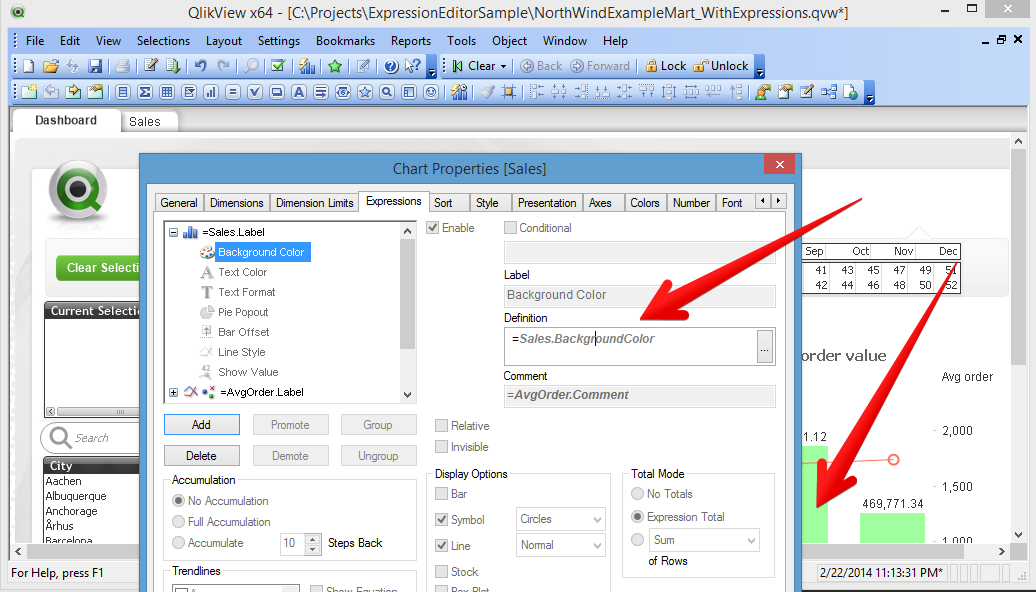 QlikView x64 - [C:\Projects\ExpressionEditorSample\NorthWindExampleMart_WithExpressions.qvw*]
File Edit View Selections Layout Settings Bookmarks Reports Tools Object Window Help
Clear Back Forward Lock Unlock
Dashboard Sales
Chart Properties [Sales]
General Dimensions Dimension Limits Expressions Sort Style Presentation Axes Colors Number Font
=Sales.Label
Background Color
Text Color
Text Format
Pie Popout
Bar Offset
Line Style
Show Value
=AvgOrder.Label
Enable
Conditional
Label
Background Color
Definition
=Sales.BackgroundColor
...
Comment
=AvgOrder.Comment
Add Promote Group
Delete Demote Ungroup
Relative
Invisible
Accumulation
No Accumulation
Full Accumulation
Accumulate 10 Steps Back
Trendlines
Show Equation
Display Options
Bar
Symbol Circles
Line Normal
Stock
Box Plot
Total Mode
No Totals
Expression Total
Sum
of Rows
Clear Selecti
Current Selectio
Search
City
Aachen
Albuquerque
Anchorage
Århus
Barcelona
Sep Oct Nov Dec
41 43 45 47 49 51
42 44 46 48 50 52
order value
Avg order
2,000
1.12
1,500
469,771.34
1,000
For Help, press F1
2/22/2014 11:13:31 PM*